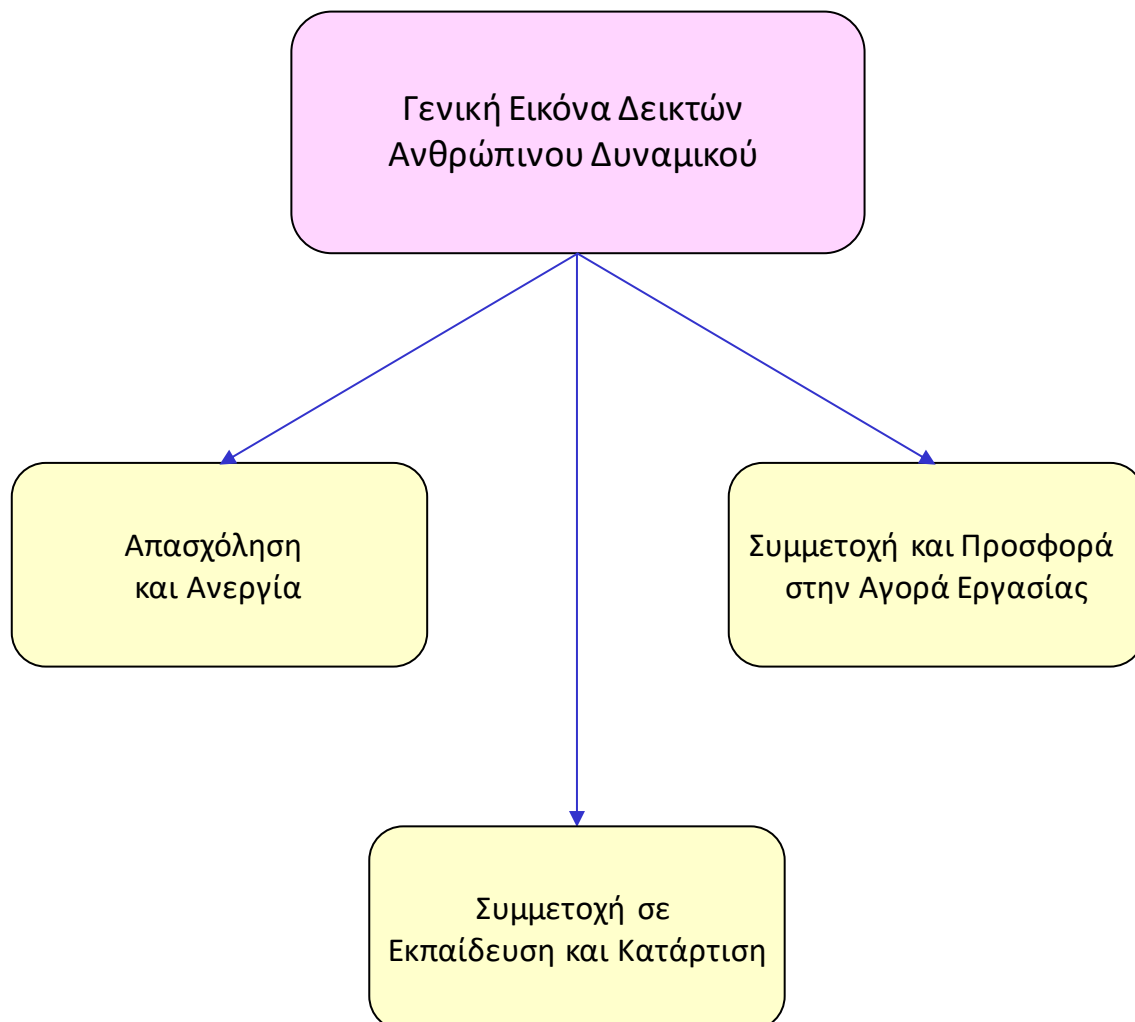 Γενική Εικόνα Δεικτών
Ανθρώπινου Δυναμικού
Απασχόληση
και Ανεργία
Συμμετοχή και Προσφορά
στην Αγορά Εργασίας
Συμμετοχή σε
Εκπαίδευση και Κατάρτιση